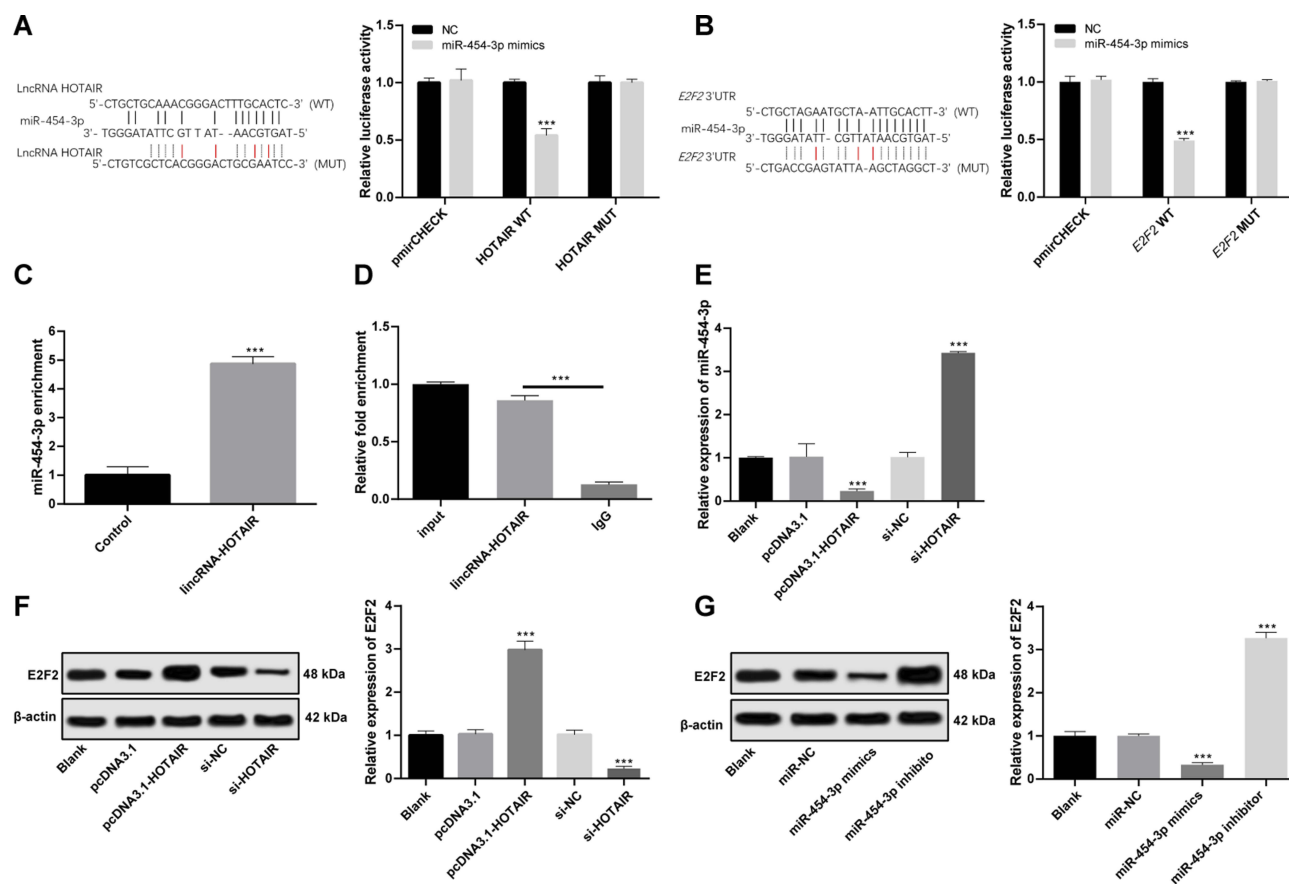 A
LncRNA HOTAIR
5'-CTGCTGCAAACGGGACTTTGCACTC-3' (WT)
miR-454-3p
3'-TGGGATATTCGTTAT--AACGTGAT-5'
LncRNA HOTAIR
5'-CTGTCGCTCACGGGACTGCGAATCC-3' (MUT)
NC
miR-454-3p mimics
Relative luciferase activity
1.5
1.0
0.5
0.0
***
pmirCHECK
HOTAIR WT
HOTAIR MUT
B
E2F2 3'UTR
5'-CTGCTAGAATGCTA-ATTGCACTT-3' (WT)
miR-454-3p
3'-TGGGATATT-CGTTATAACGTGAT-5'
E2F2 3'UTR
5'-CTGACCGAGTATTA-AGCTAGGCT-3' (MUT)
NC
miR-454-3p mimics
Relative luciferase activity
1.5
1.0
0.5
0.0
***
pmirCHECK
E2F2 WT
E2F2 MUT
C
miR-454-3p enrichment
6
5
4
3
2
1
0
***
Control
lincRNA-HOTAIR
D
Relative fold enrichment
1.5
1.0
0.5
0.0
***
input
lincRNA-HOTAIR
IgG
E
Relative expression of miR-454-3p
4
3
2
1
0
***
***
Blank
pcDNA3.1
pcDNA3.1-HOTAIR
si-NC
si-HOTAIR
F
E2F2
48 kDa
β-actin
42 kDa
Blank
pcDNA3.1
pcDNA3.1-HOTAIR
si-NC
si-HOTAIR
Relative expression of E2F2
4
3
2
1
0
***
***
Blank
pcDNA3.1
pcDNA3.1-HOTAIR
si-NC
si-HOTAIR
G
E2F2
48 kDa
β-actin
42 kDa
Blank
miR-NC
miR-454-3p mimics
miR-454-3p inhibito
Relative expression of E2F2
4
3
2
1
0
***
***
Blank
miR-NC
miR-454-3p mimics
miR-454-3p inhibitor